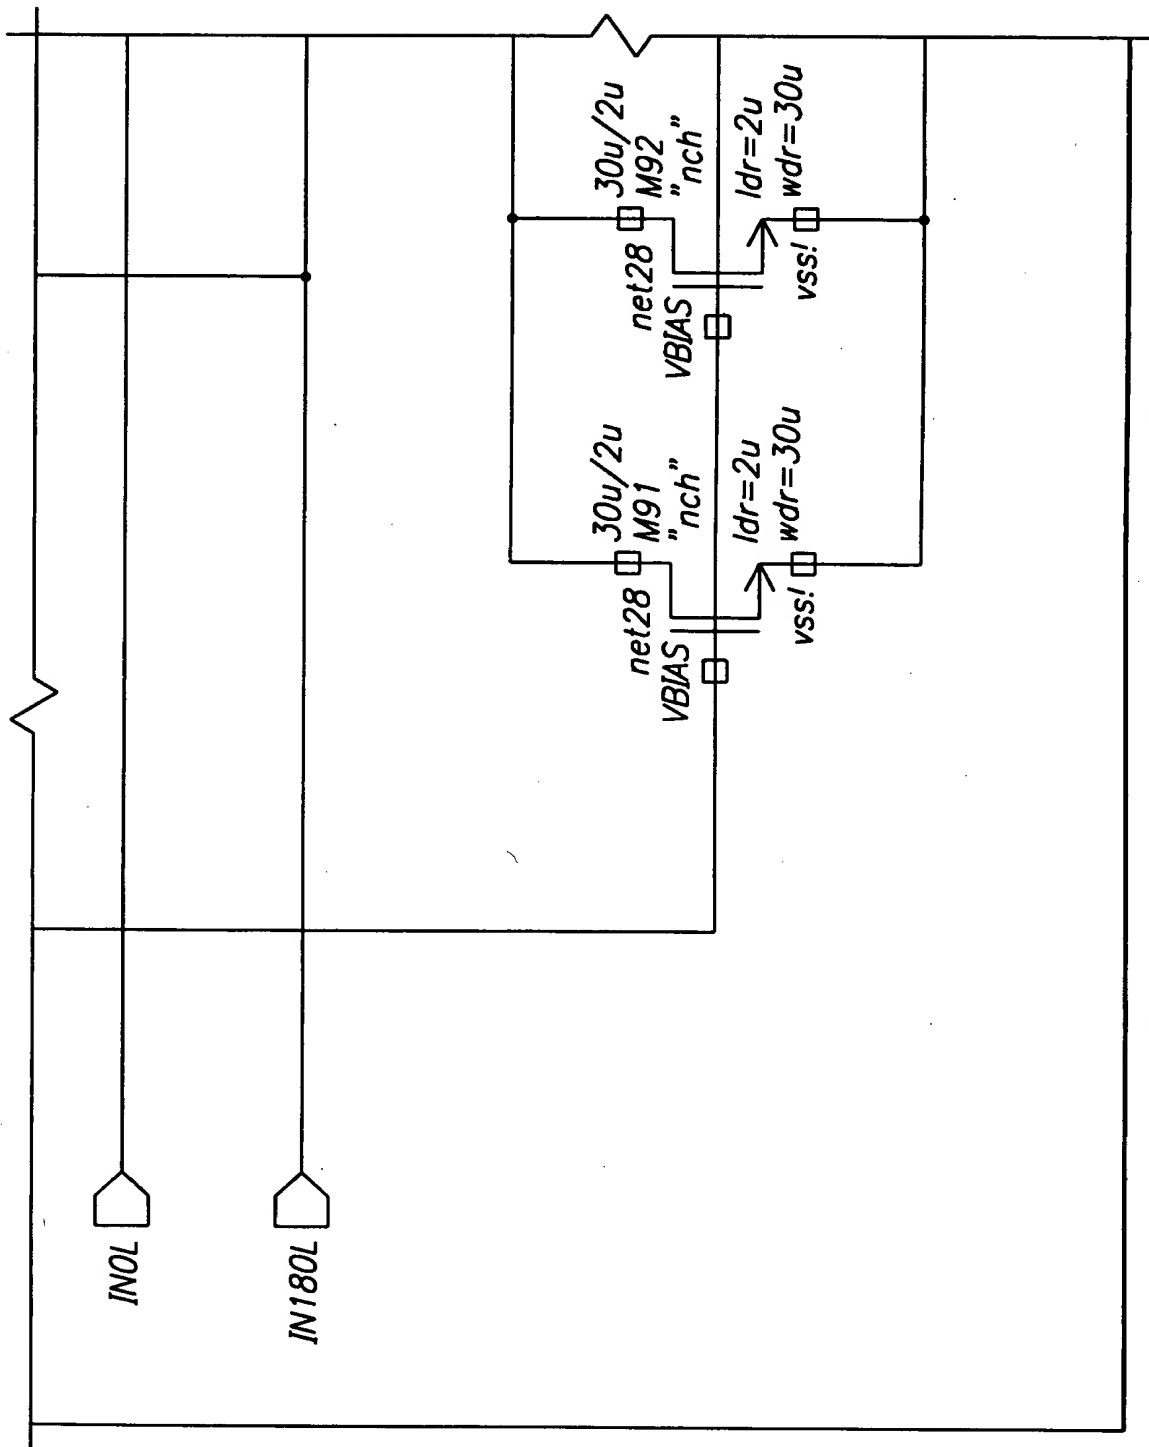 30u/2u
M92
"nch"
net28
VBIAS
ldr=2u
wdr=30u
vss!
30u/2u
M91
"nch"
net28
VBIAS
ldr=2u
wdr=30u
vss!
IN0L
IN180L